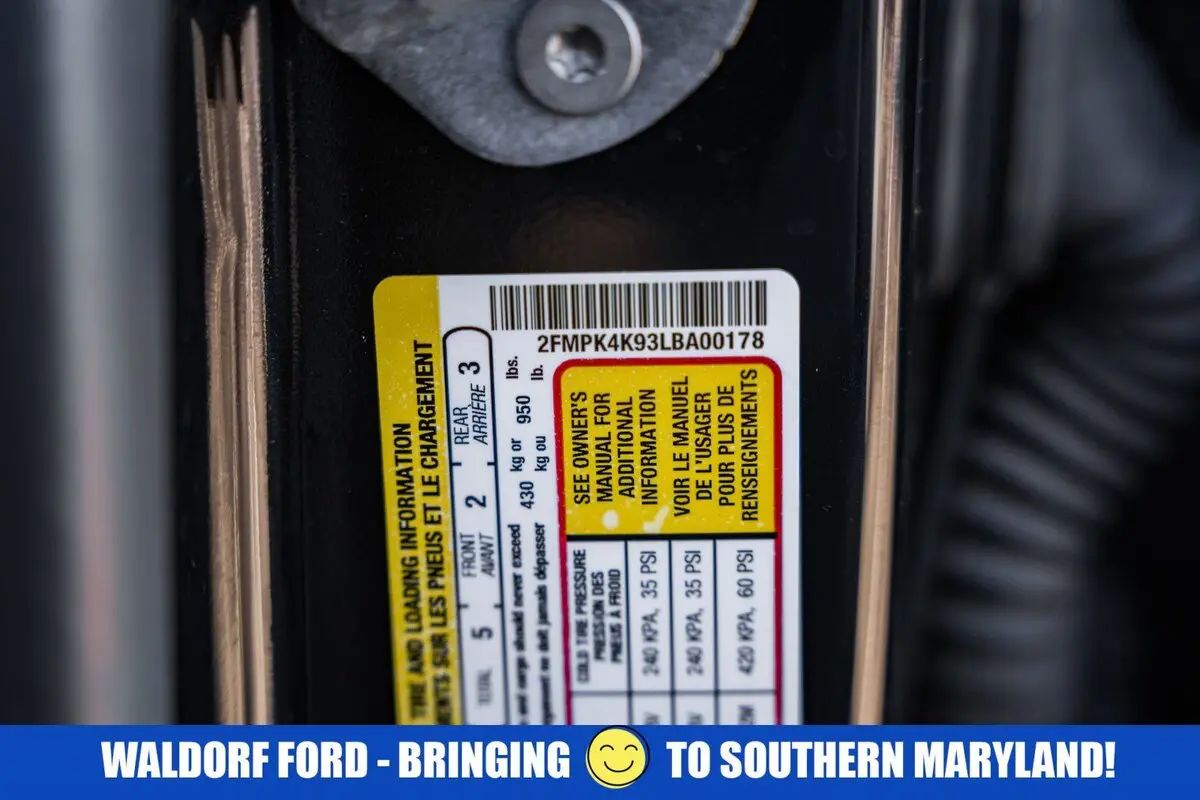 2FMPK4K93LBA00178
TIRE AND LOADING INFORMATION
SUR LES PNEUS ET LE CHARGEMENT
TOTAL 5 FRONT 2 REAR 3
AVANT ARRIÈRE
and cargo should never exceed 430 kg or 950 lbs.
ne doit jamais dépasser kg ou lb.
SEE OWNER'S
MANUAL FOR
ADDITIONAL
INFORMATION
VOIR LE MANUEL
DE L'USAGER
POUR PLUS DE
RENSEIGNEMENTS
COLD TIRE PRESSURE
PRESSION DES
PNEUS À FROID
240 KPA, 35 PSI
240 KPA, 35 PSI
420 KPA, 60 PSI
WALDORF FORD - BRINGING TO SOUTHERN MARYLAND!